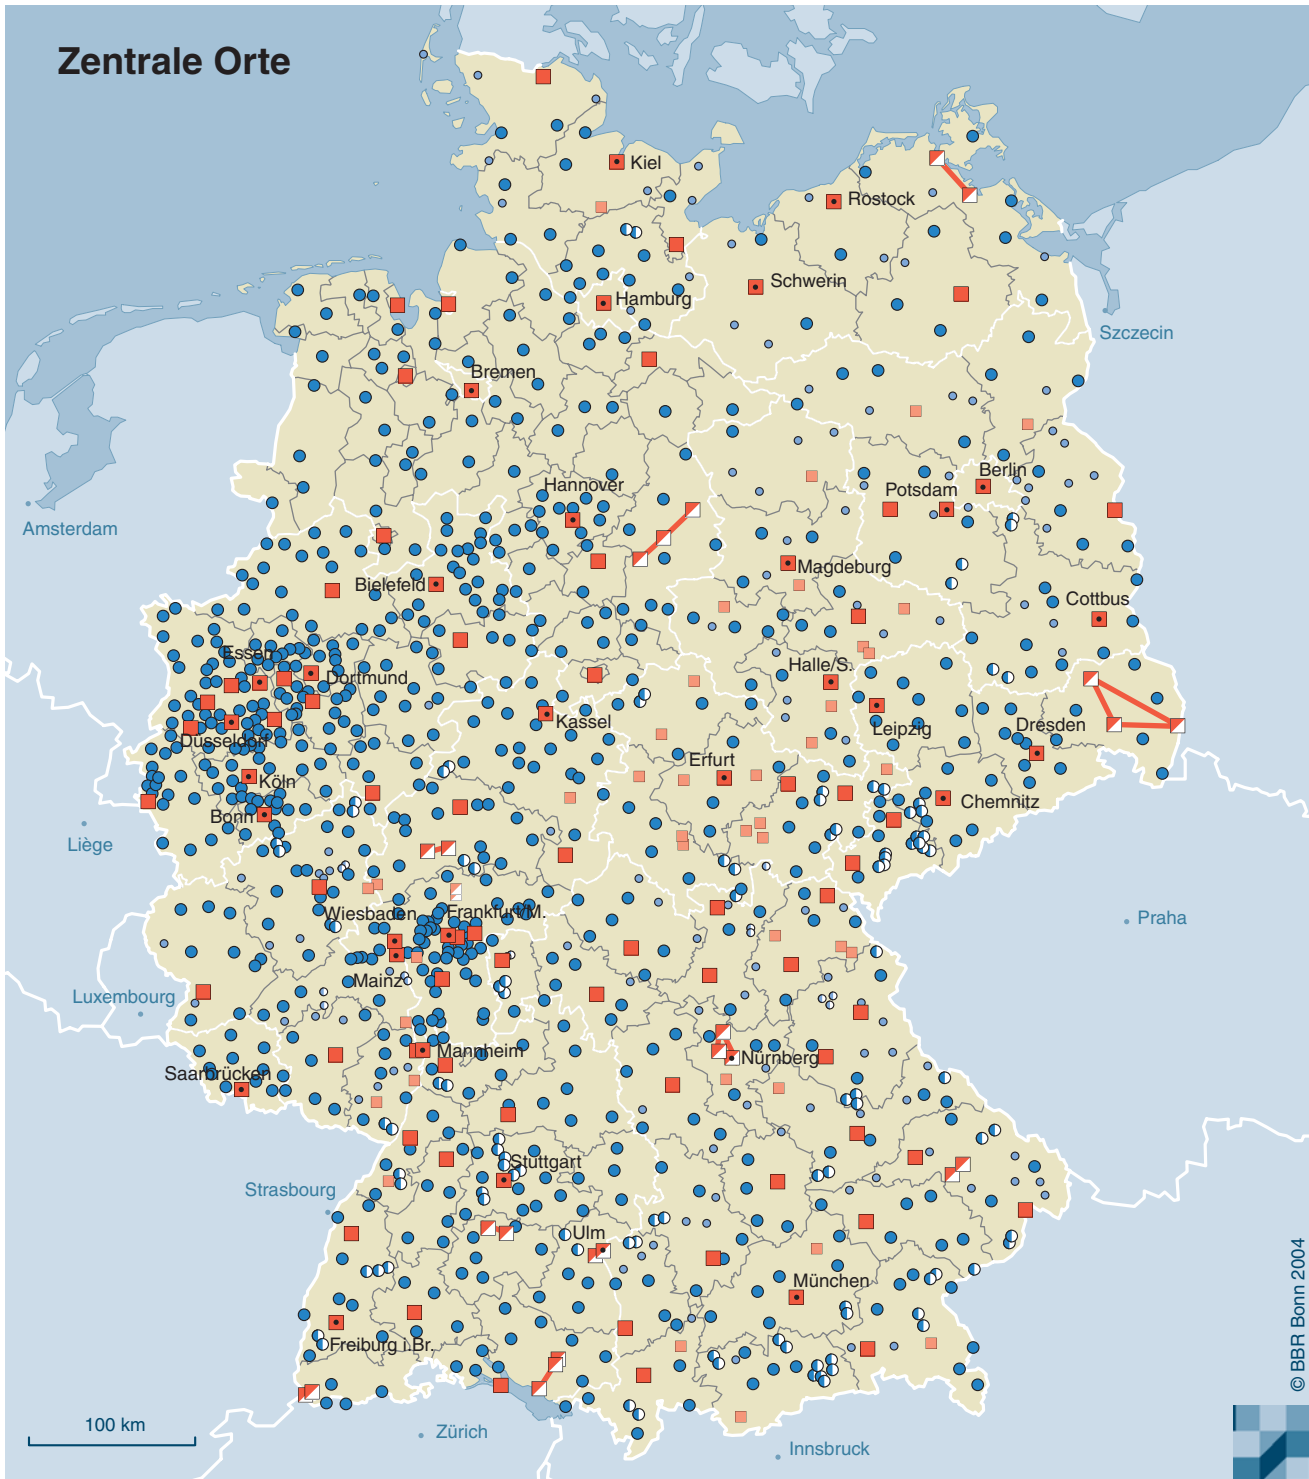 Zentrale Orte
Kiel
Rostock
Schwerin
Hamburg
Szczecin
Bremen
Berlin
Hannover
Potsdam
Amsterdam
Magdeburg
Bielefeld
Cottbus
Essen
Halle/S.
Dortmund
Kassel
Dresden
Leipzig
Düsseldorf
Erfurt
Köln
Chemnitz
Bonn
Liège
Wiesbaden
Frankfurt/M.
Praha
Mainz
Luxembourg
Mannheim
Nürnberg
Saarbrücken
Stuttgart
Strasbourg
Ulm
München
Freiburg i.Br.
100 km
Zürich
Innsbruck
© BBR Bonn 2004